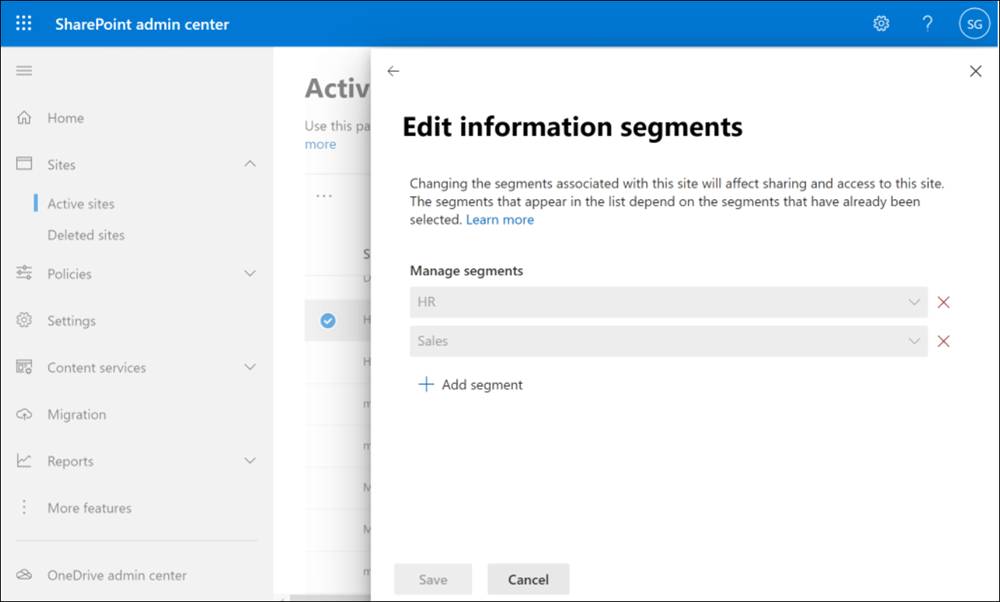 SharePoint admin center
?
SG
Home
Sites
Active sites
Deleted sites
Policies
Settings
Content services
Migration
Reports
More features
OneDrive admin center
Activ
Use this pa
more
...
S
H
H
m
m
M
M
m
Edit information segments
Changing the segments associated with this site will affect sharing and access to this site.
The segments that appear in the list depend on the segments that have already been
selected. Learn more
Manage segments
HR
Sales
Add segment
Save
Cancel